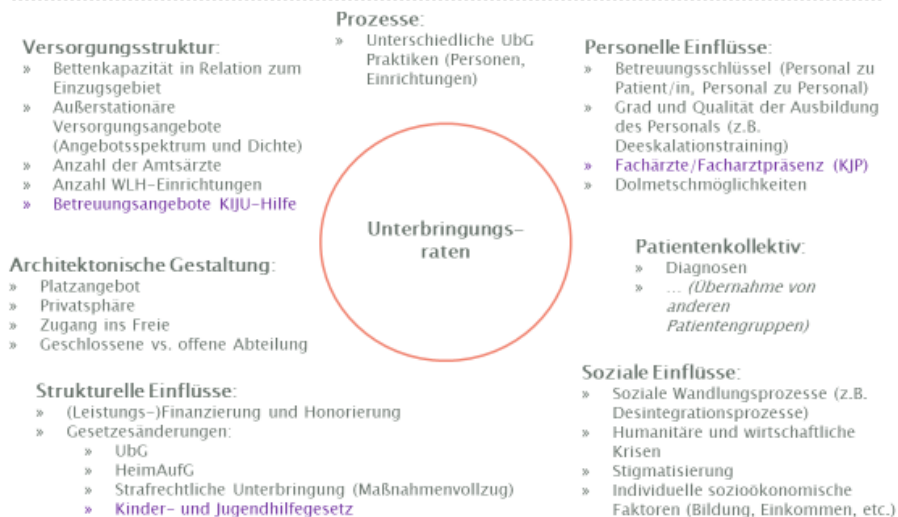 Prozesse:
» Unterschiedliche UbG
Praktiken (Personen,
Einrichtungen)
Versorgungsstruktur:
» Bettenkapazität in Relation zum
Einzugsgebiet
» Außerstationäre
Versorgungsangebote
(Angebotsspektrum und Dichte)
» Anzahl der Amtsärzte
» Anzahl WLH-Einrichtungen
» Betreuungsangebote KIJU-Hilfe
Personelle Einflüsse:
» Betreuungsschlüssel (Personal zu
Patient/in, Personal zu Personal)
» Grad und Qualität der Ausbildung
des Personals (z.B.
Deeskalationstraining)
» Fachärzte/Facharztpräsenz (KJP)
» Dolmetschmöglichkeiten
Unterbringungs-
raten
Architektonische Gestaltung:
» Platzangebot
» Privatsphäre
» Zugang ins Freie
» Geschlossene vs. offene Abteilung
Patientenkollektiv:
» Diagnosen
» ... (Übernahme von
anderen
Patientengruppen)
Strukturelle Einflüsse:
» (Leistungs-)Finanzierung und Honorierung
» Gesetzesänderungen:
» UbG
» HeimAufG
» Strafrechtliche Unterbringung (Maßnahmenvollzug)
» Kinder- und Jugendhilfegesetz
Soziale Einflüsse:
» Soziale Wandlungsprozesse (z.B.
Desintegrationsprozesse)
» Humanitäre und wirtschaftliche
Krisen
» Stigmatisierung
» Individuelle sozioökonomische
Faktoren (Bildung, Einkommen, etc.)